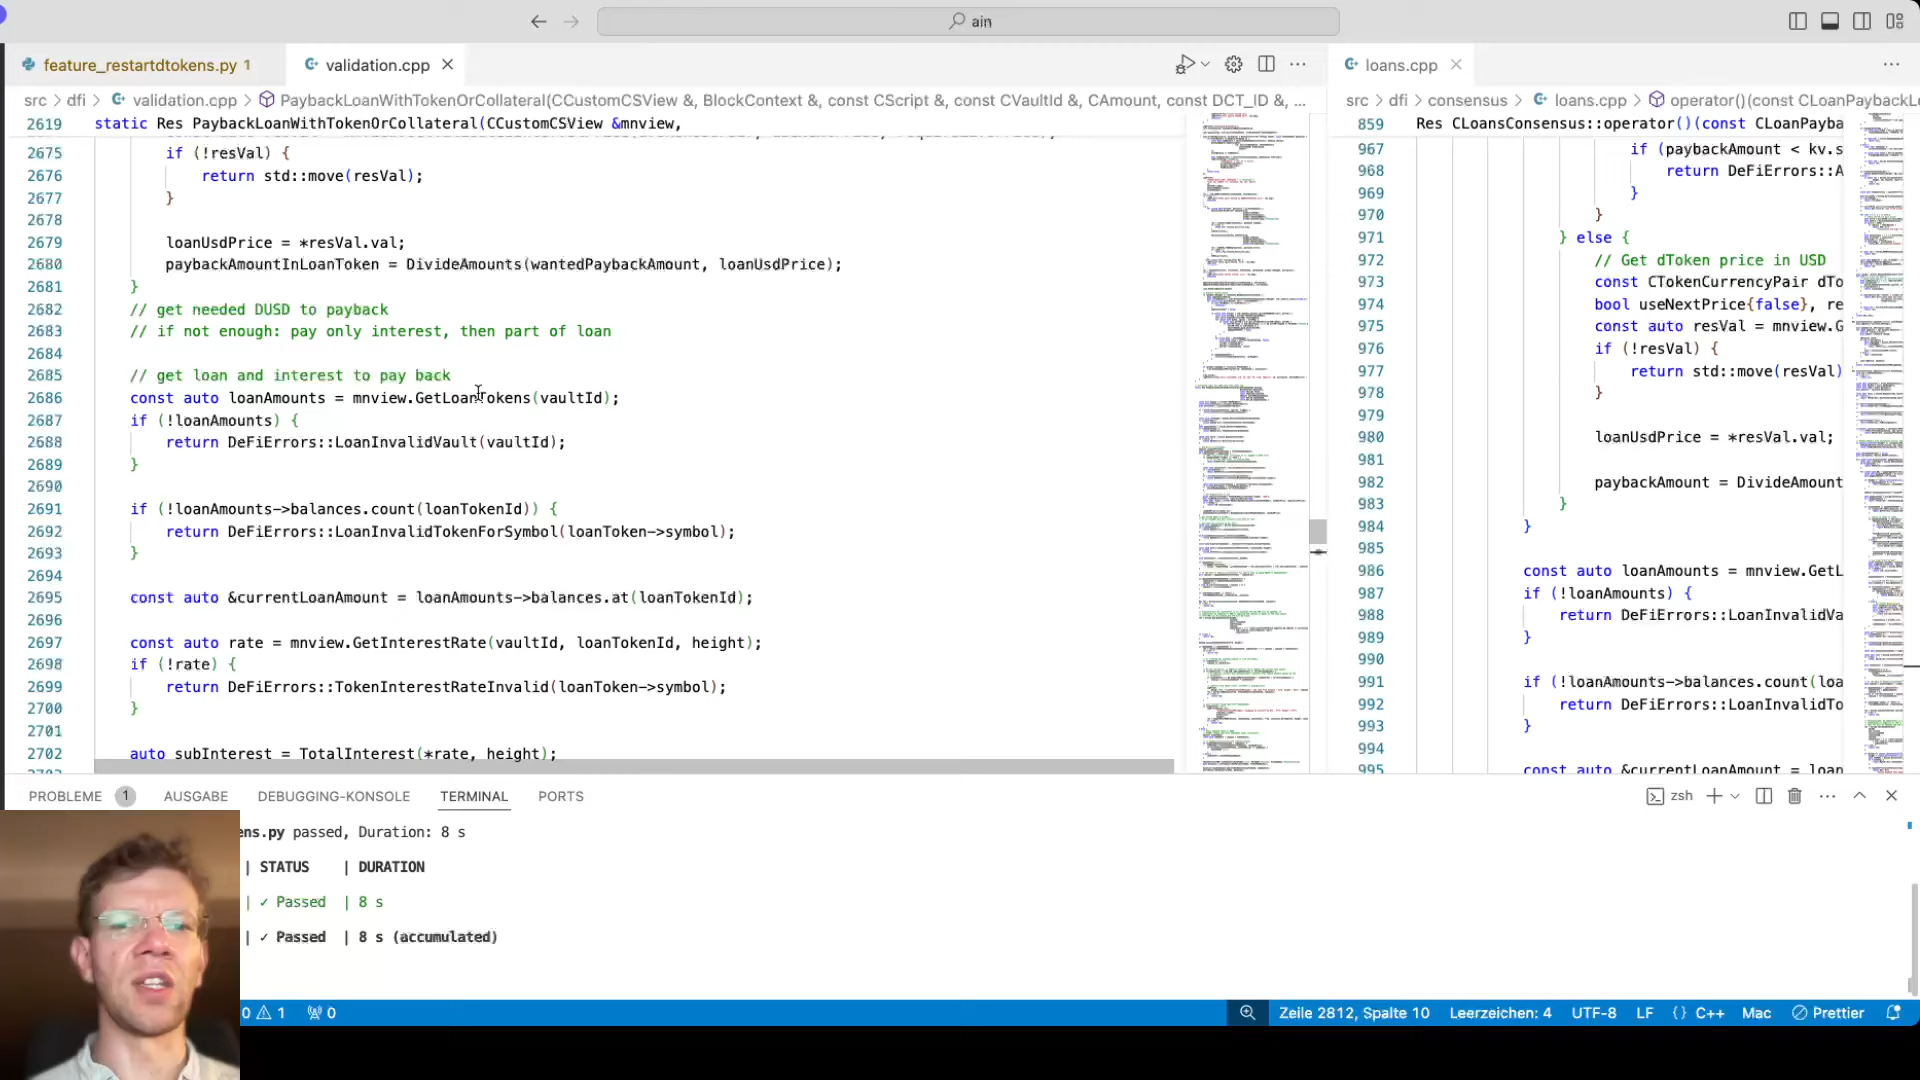 ain
feature_restartdtokens.py 1
validation.cpp
loans.cpp
src > dfi > validation.cpp > PaybackLoanWithTokenOrCollateral(CCustomCSView &, BlockContext &, const CScript &, const CVaultId &, CAmount, const DCT_ID &, ...
2619 static Res PaybackLoanWithTokenOrCollateral(CCustomCSView &mnview,
2675 if (!resVal) {
2676 return std::move(resVal);
2677 }
2678
2679 loanUsdPrice = *resVal.val;
2680 paybackAmountInLoanToken = DivideAmounts(wantedPaybackAmount, loanUsdPrice);
2681 }
2682 // get needed DUSD to payback
2683 // if not enough: pay only interest, then part of loan
2684
2685 // get loan and interest to pay back
2686 const auto loanAmounts = mnview.GetLoanTokens(vaultId);
2687 if (!loanAmounts) {
2688 return DeFiErrors::LoanInvalidVault(vaultId);
2689 }
2690
2691 if (!loanAmounts->balances.count(loanTokenId)) {
2692 return DeFiErrors::LoanInvalidTokenForSymbol(loanToken->symbol);
2693 }
2694
2695 const auto &currentLoanAmount = loanAmounts->balances.at(loanTokenId);
2696
2697 const auto rate = mnview.GetInterestRate(vaultId, loanTokenId, height);
2698 if (!rate) {
2699 return DeFiErrors::TokenInterestRateInvalid(loanToken->symbol);
2700 }
2701
2702 auto subInterest = TotalInterest(*rate, height);
src > dfi > consensus > loans.cpp > operator()(const CLoanPaybackL
859 Res CLoansConsensus::operator()(const CLoanPayba
967 if (paybackAmount < kv.s
968 return DeFiErrors::A
969 }
970 }
971 } else {
972 // Get dToken price in USD
973 const CTokenCurrencyPair dTo
974 bool useNextPrice{false}, re
975 const auto resVal = mnview.G
976 if (!resVal) {
977 return std::move(resVal)
978 }
979
980 loanUsdPrice = *resVal.val;
981
982 paybackAmount = DivideAmount
983 }
984 }
985
986 const auto loanAmounts = mnview.GetL
987 if (!loanAmounts) {
988 return DeFiErrors::LoanInvalidVa
989 }
990
991 if (!loanAmounts->balances.count(loa
992 return DeFiErrors::LoanInvalidTo
993 }
994
995 const auto &currentLoanAmount = loan
PROBLEME 1 AUSGABE DEBUGGING-KONSOLE TERMINAL PORTS
zsh
ens.py passed, Duration: 8 s
| STATUS | DURATION
| ✓ Passed | 8 s
| ✓ Passed | 8 s (accumulated)
0 1 0
Zeile 2812, Spalte 10 Leerzeichen: 4 UTF-8 LF {} C++ Mac Prettier